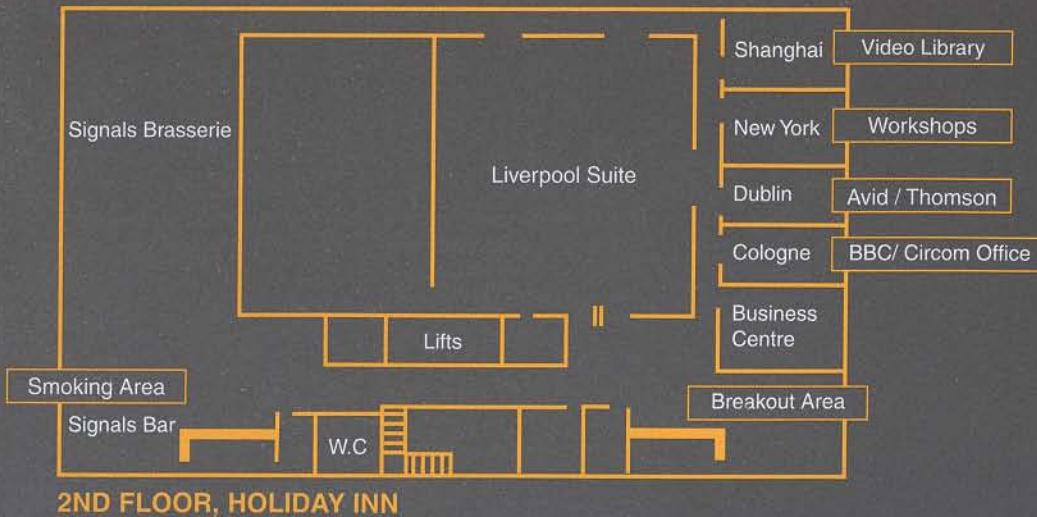 Shanghai
Video Library
Signals Brasserie
New York
Workshops
Liverpool Suite
Dublin
Avid / Thomson
Cologne
BBC/ Circom Office
Business
Centre
Lifts
Smoking Area
Breakout Area
Signals Bar
W.C
2ND FLOOR, HOLIDAY INN